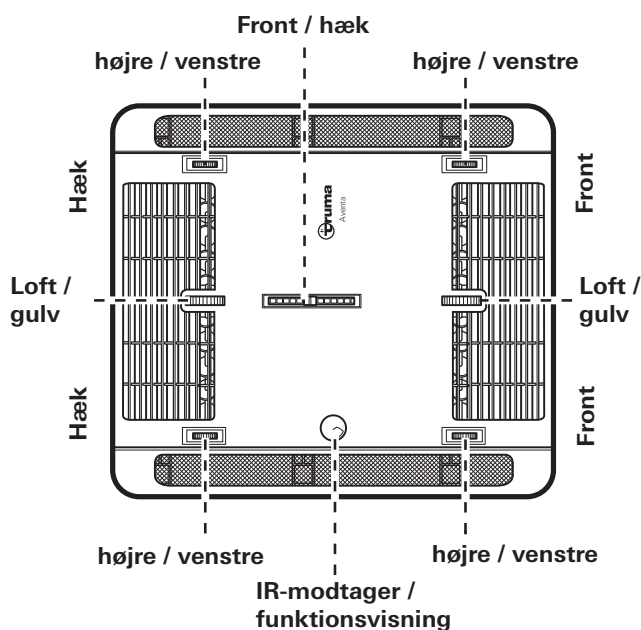 Front / hæk
højre / venstre
højre / venstre
Hæk
Front
truma
Aventa
Loft /
gulv
Loft /
gulv
Hæk
Front
højre / venstre
højre / venstre
IR-modtager /
funktionsvisning